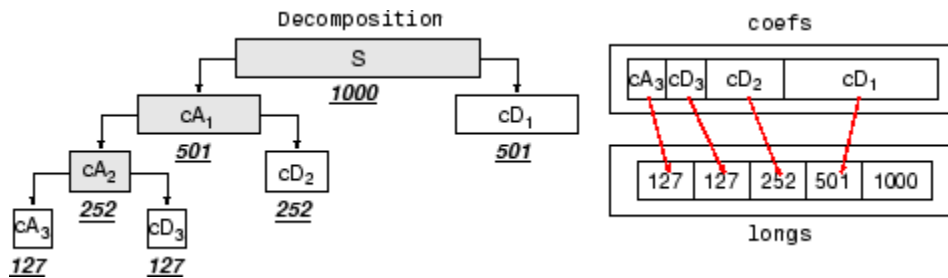 Decomposition
S
1000
cA1
501
cD1
501
cA2
252
cD2
252
cA3
127
cD3
127
coefs
cA3 cD3 cD2 cD1
127 127 252 501 1000
longs